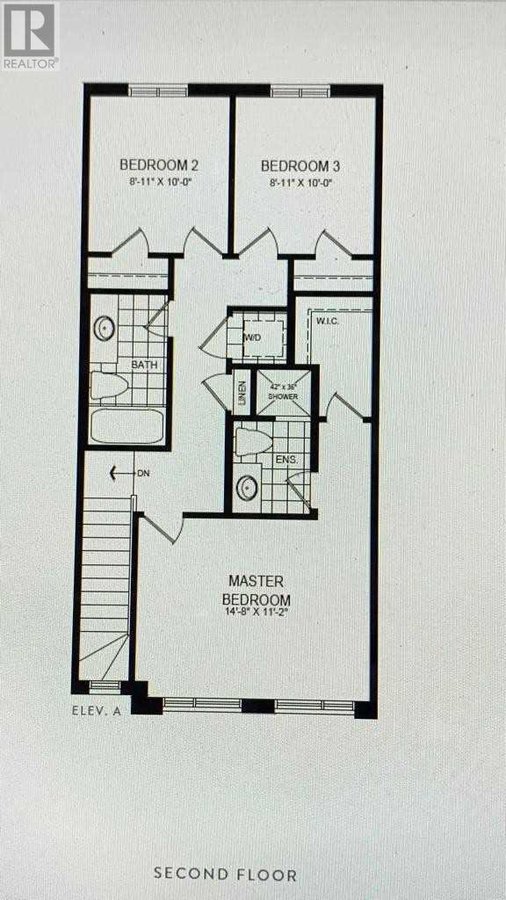 REALTOR®
BEDROOM 2
8'-11" X 10'-0"
BEDROOM 3
8'-11" X 10'-0"
W.I.C.
W/D
BATH
LINEN
42" x 36"
SHOWER
ENS.
DN
MASTER
BEDROOM
14'-8" X 11'-2"
ELEV. A
SECOND FLOOR